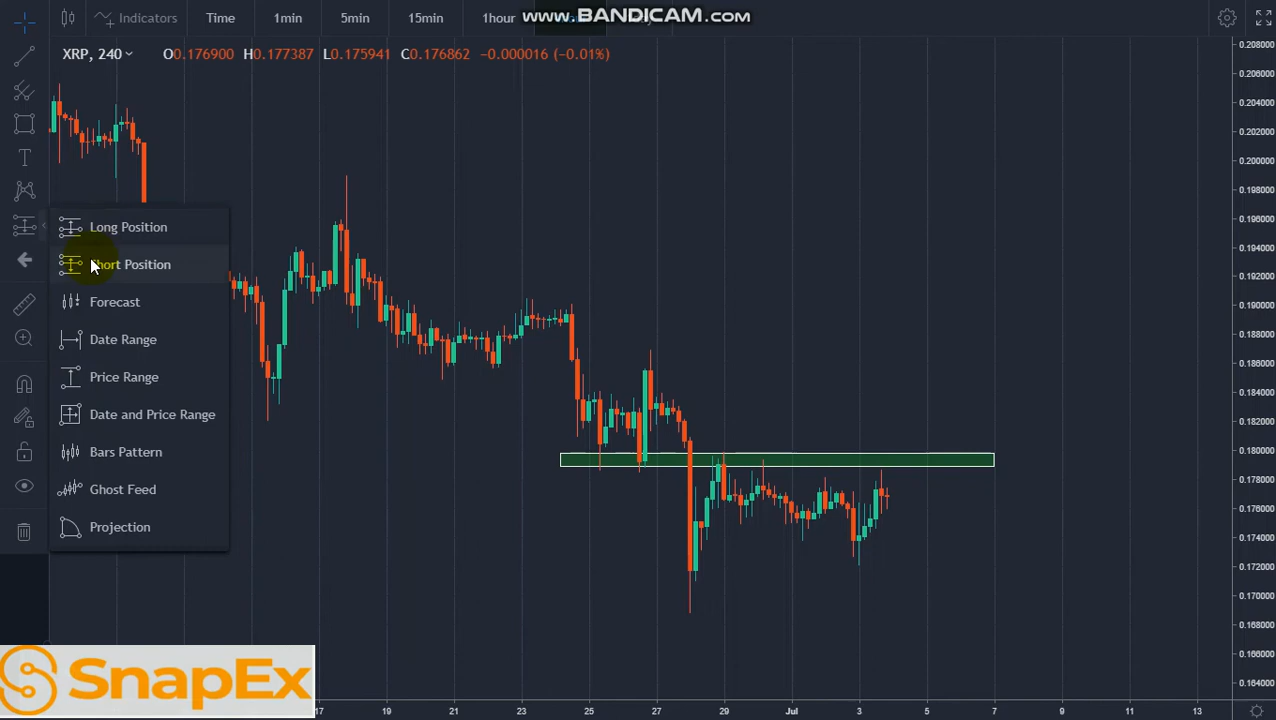 Indicators Time 1min 5min 15min 1hour
www.BANDICAM.com
XRP, 240 O0.176900 H0.177387 L0.175941 C0.176862 −0.000016 (−0.01%)
Long Position
Short Position
Forecast
Date Range
Price Range
Date and Price Range
Bars Pattern
Ghost Feed
Projection
0.208000
0.206000
0.204000
0.202000
0.200000
0.198000
0.196000
0.194000
0.192000
0.190000
0.188000
0.186000
0.184000
0.182000
0.180000
0.178000
0.176000
0.174000
0.172000
0.170000
0.168000
0.166000
0.164000
SnapEx
17 19 21 23 25 27 Jul 3 5 7 9 11 13